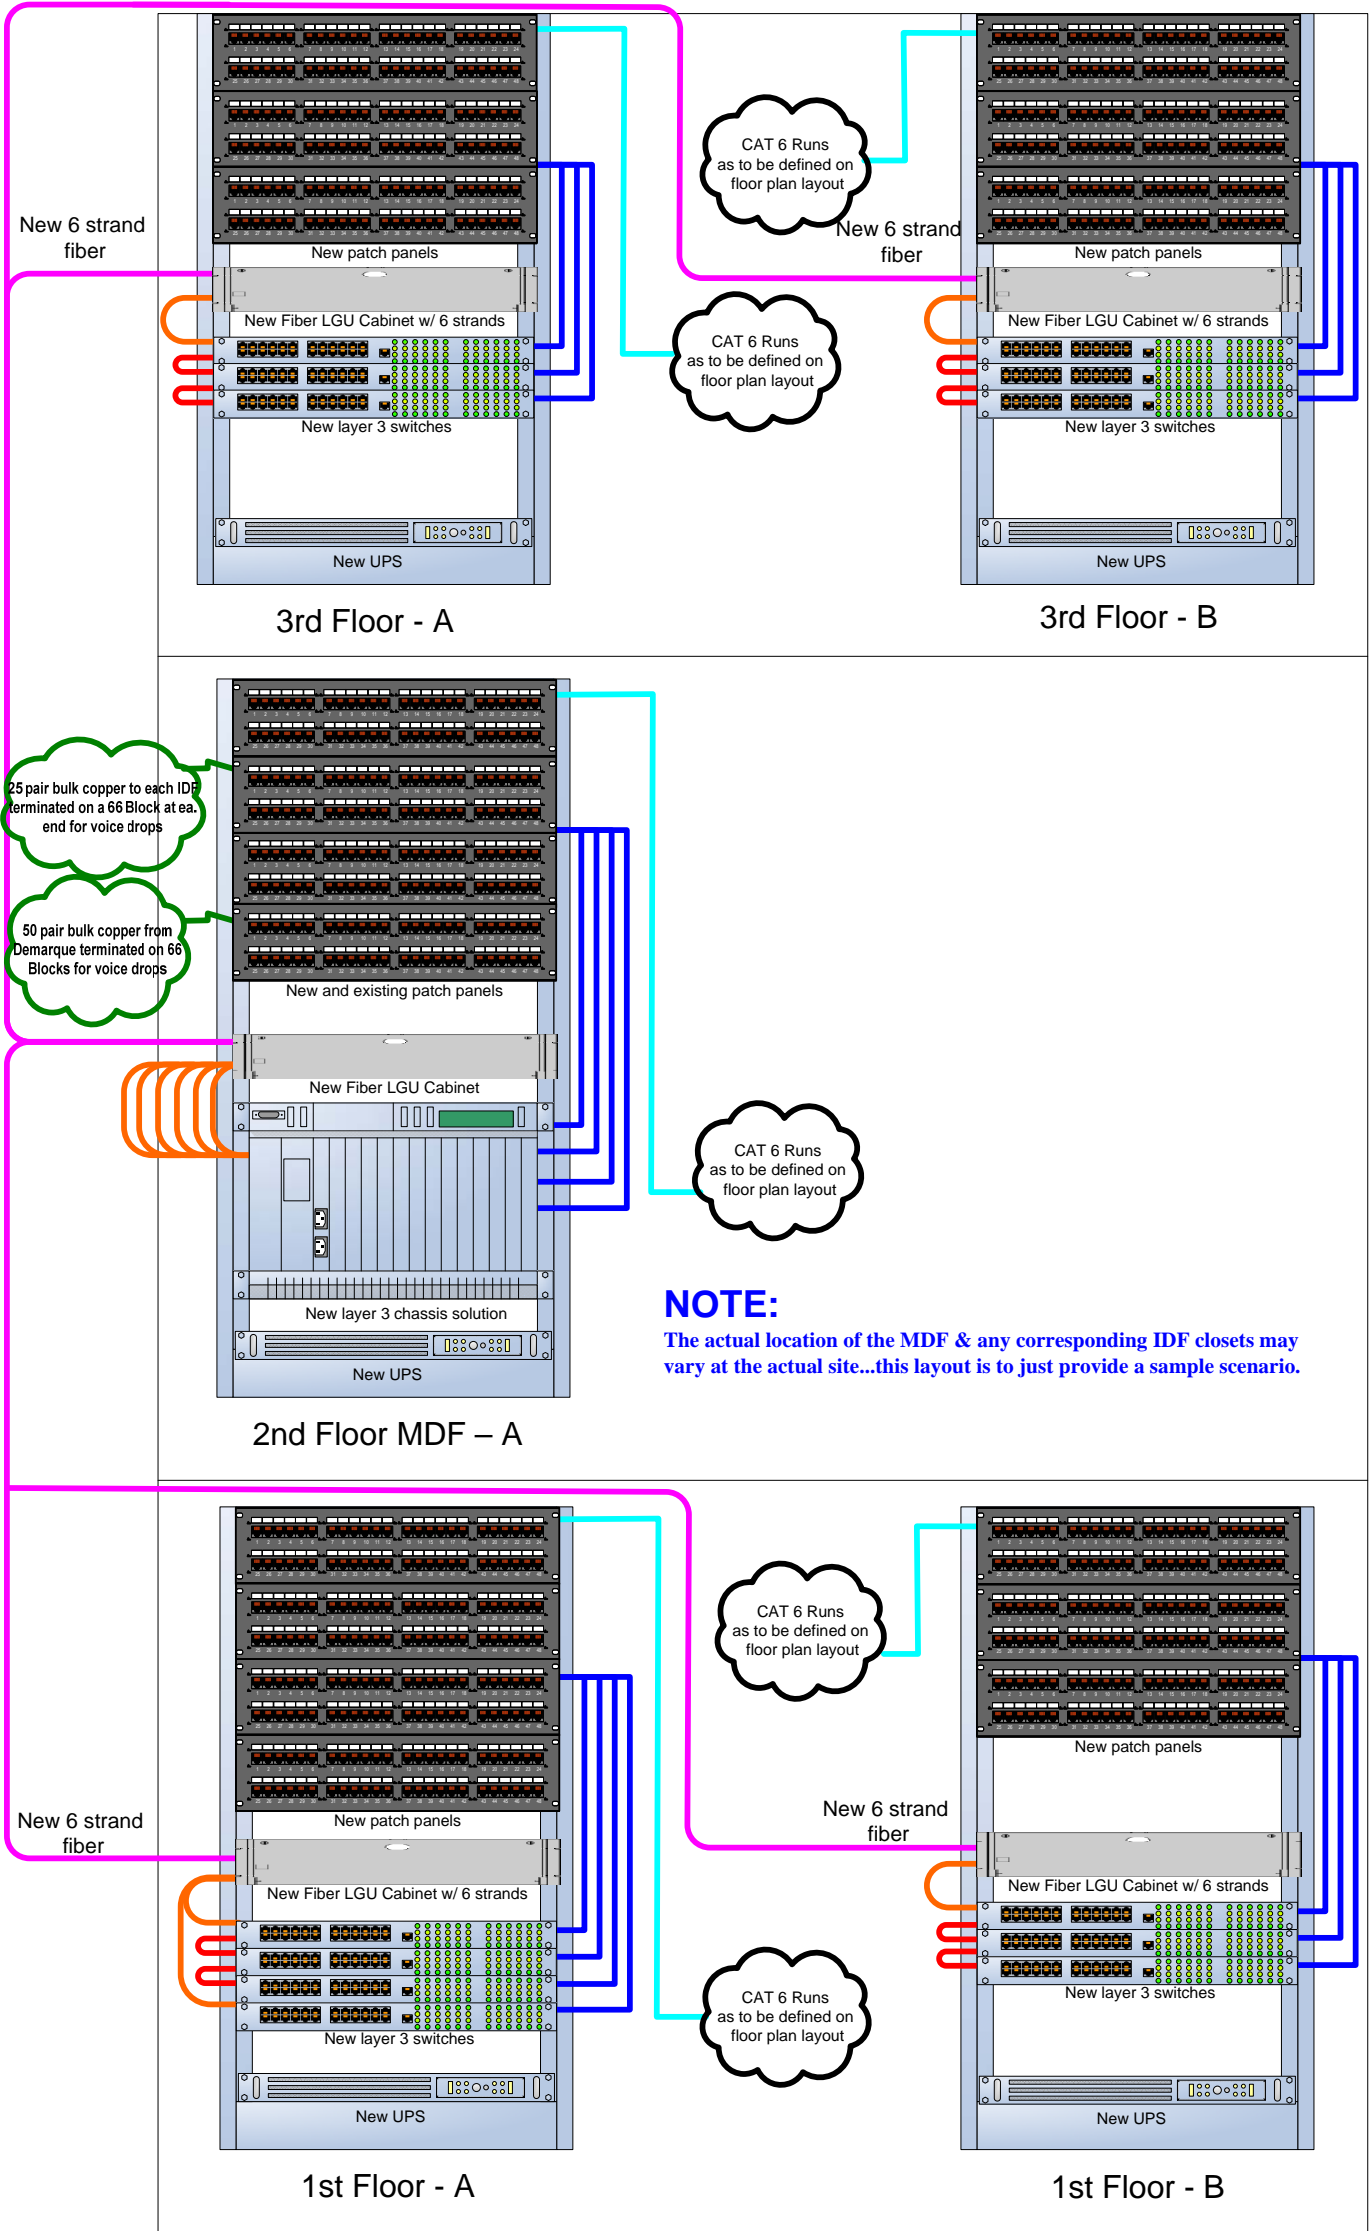 CAT 6 Runs
as to be defined on
floor plan layout
New 6 strand
fiber
New patch panels
New Fiber LGU Cabinet w/ 6 strands
New layer 3 switches
New UPS
3rd Floor - A
CAT 6 Runs
as to be defined on
floor plan layout
New 6 strand
fiber
New patch panels
New Fiber LGU Cabinet w/ 6 strands
New layer 3 switches
New UPS
3rd Floor - B
25 pair bulk copper to each IDF
terminated on a 66 Block at ea.
end for voice drops
50 pair bulk copper from
Demarque terminated on 66
Blocks for voice drops
New and existing patch panels
New Fiber LGU Cabinet
New layer 3 chassis solution
New UPS
2nd Floor MDF – A
CAT 6 Runs
as to be defined on
floor plan layout
NOTE:
The actual location of the MDF & any corresponding IDF closets may
vary at the actual site...this layout is to just provide a sample scenario.
New 6 strand
fiber
New patch panels
New Fiber LGU Cabinet w/ 6 strands
New layer 3 switches
New UPS
1st Floor - A
CAT 6 Runs
as to be defined on
floor plan layout
New 6 strand
fiber
CAT 6 Runs
as to be defined on
floor plan layout
New patch panels
New Fiber LGU Cabinet w/ 6 strands
New layer 3 switches
New UPS
1st Floor - B